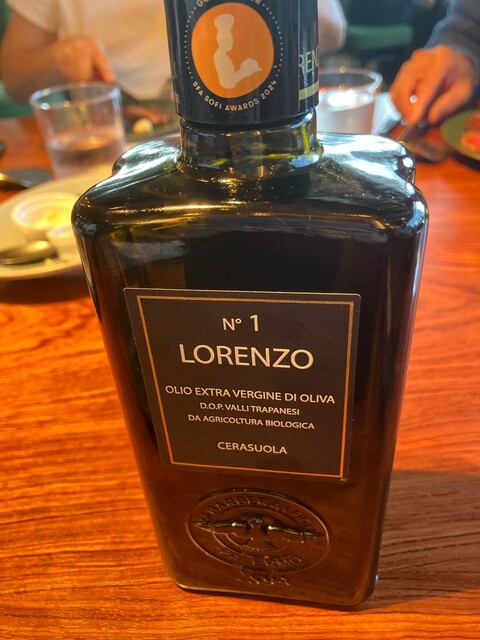 SFA SOFI AWARDS 2024
N° 1
LORENZO
OLIO EXTRA VERGINE DI OLIVA
D.O.P. VALLI TRAPANESI
DA AGRICOLTURA BIOLOGICA
CERASUOLA